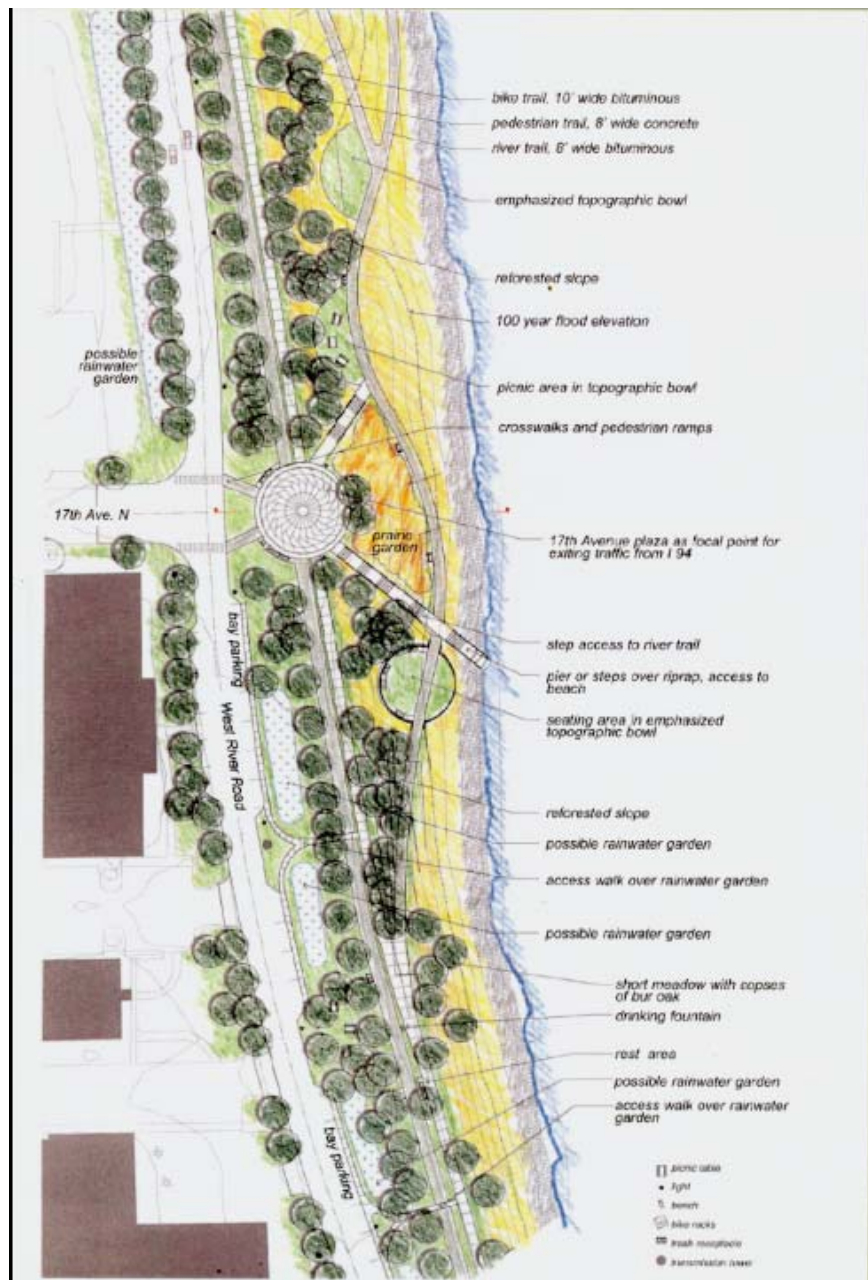 bike trail, 10' wide bituminous
pedestrian trail, 8' wide concrete
river trail, 8' wide bituminous
emphasized topographic bowl
reforested slope
100 year flood elevation
possible
rainwater
garden
picnic area in topographic bowl
crosswalks and pedestrian ramps
17th Ave. N
prairie
garden
17th Avenue plaza as focal point for
exiting traffic from I 94
step access to river trail
pier or steps over riprap, access to
beach
seating area in emphasized
topographic bowl
bay parking
West River Road
reforested slope
possible rainwater garden
access walk over rainwater garden
possible rainwater garden
short meadow with copses
of bur oak
drinking fountain
rest area
possible rainwater garden
access walk over rainwater
garden
bay parking
picnic table
light
bench
bike racks
trash receptacle
transmission tower